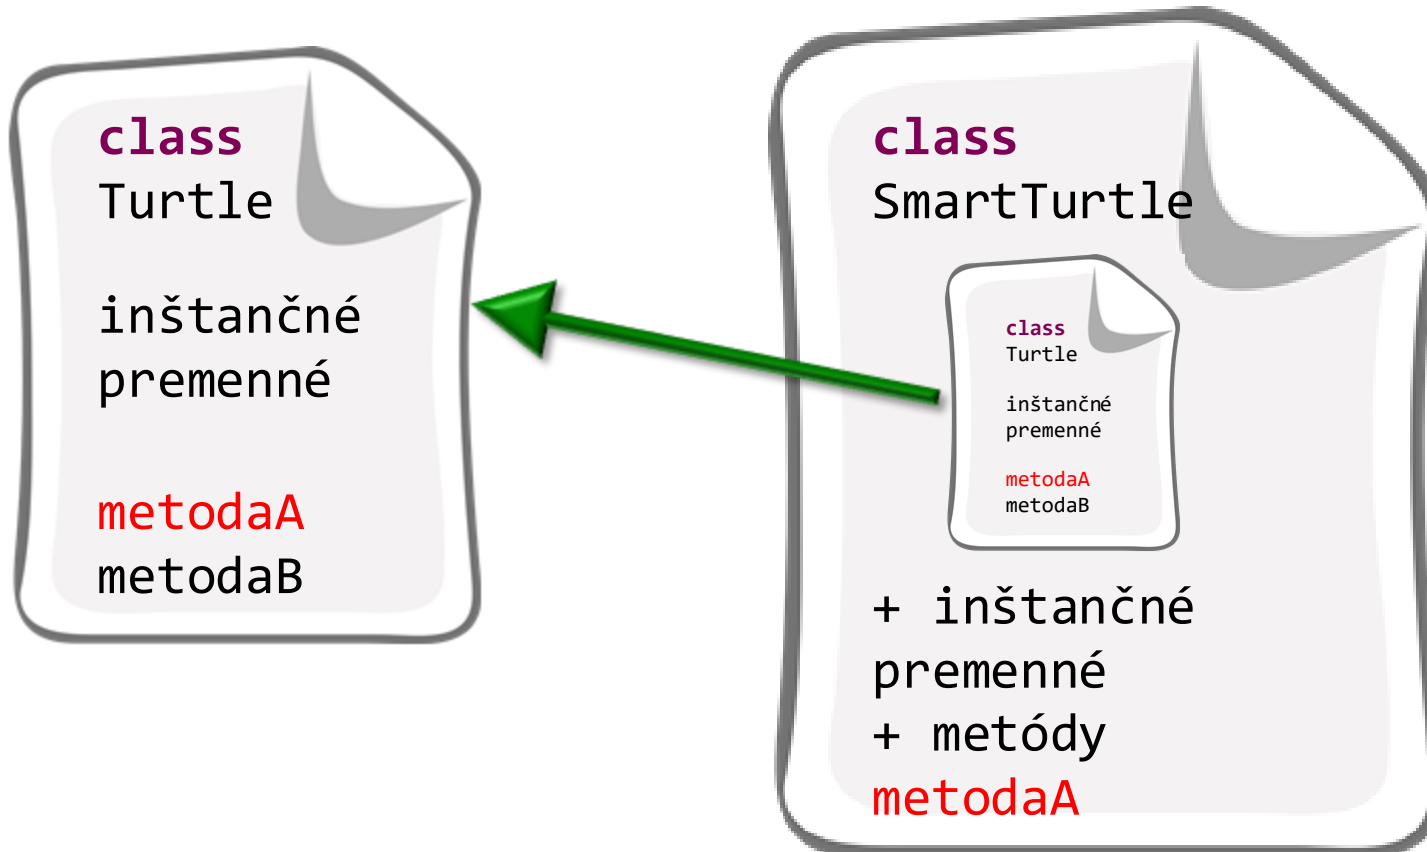 class
Turtle
inštančné
premenné
metodaA
metodaB
class
SmartTurtle
class
Turtle
inštančné
premenné
metodaA
metodaB
+ inštančné
premenné
+ metódy
metodaA